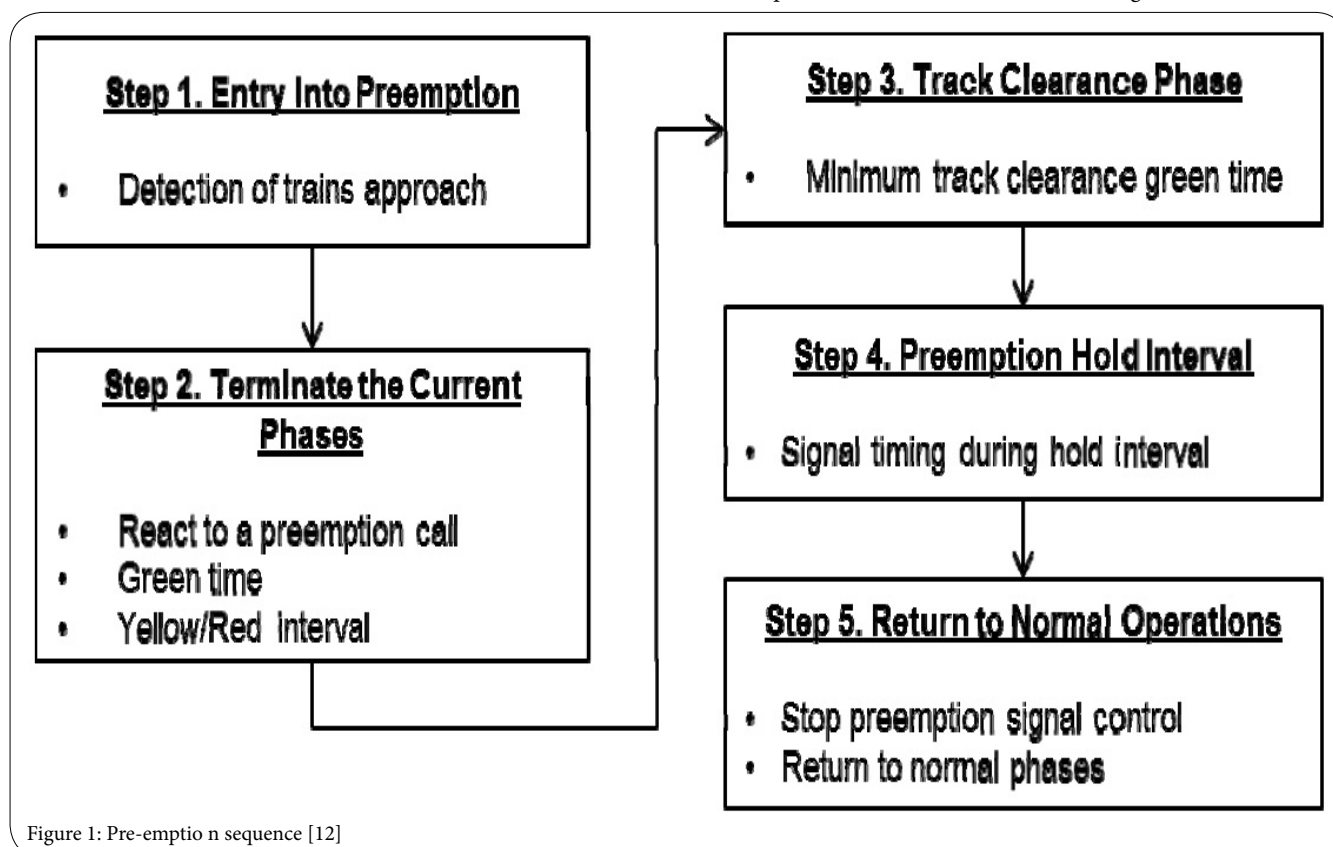 Step 1. Entry Into Preemption
• Detection of trains approach
Step 2. Terminate the Current
Phases
• React to a preemption call
• Green time
• Yellow/Red interval
Step 3. Track Clearance Phase
• Minimum track clearance green time
Step 4. Preemption Hold Interval
• Signal timing during hold interval
Step 5. Return to Normal Operations
• Stop preemption signal control
• Return to normal phases
Figure 1: Pre-emptio n sequence [12]